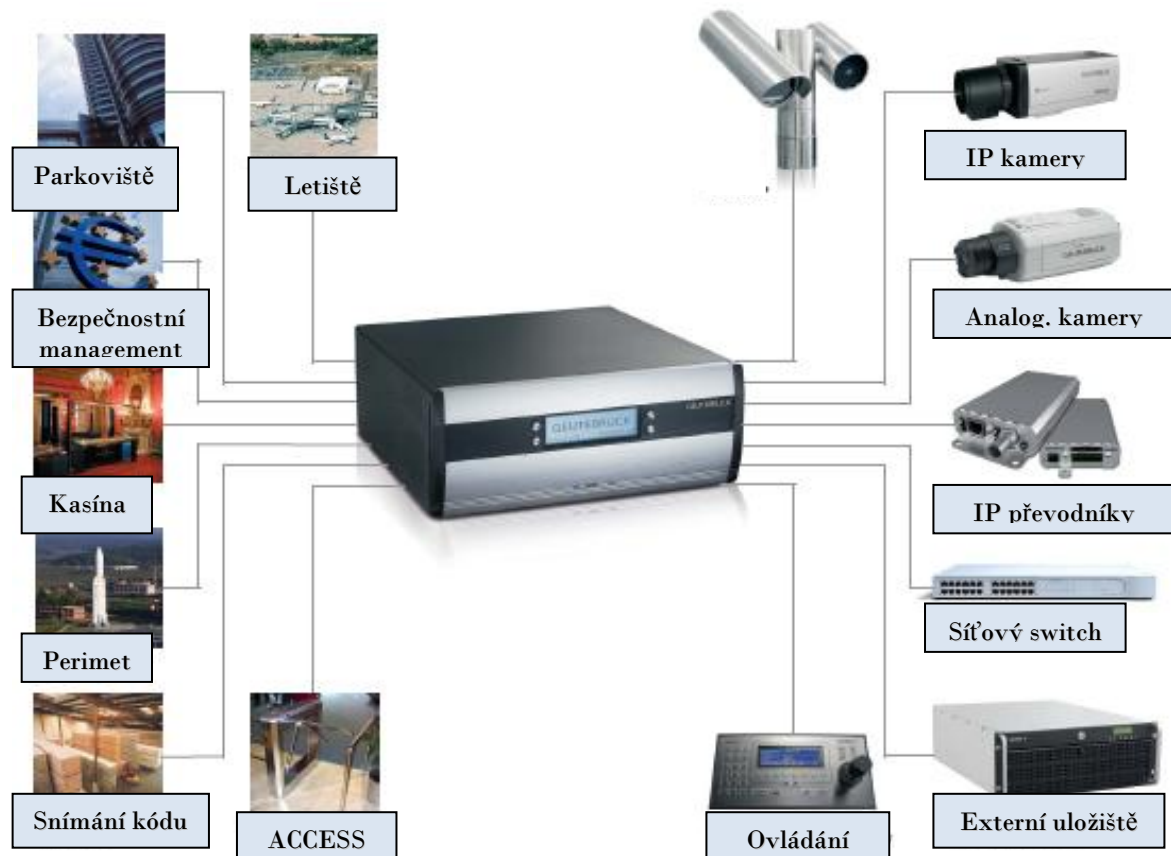 Parkoviště
Letiště
IP kamery
Bezpečnostní
management
Analog. kamery
GEUTEBRÜCK
Kasína
IP převodníky
Perimet
Síťový switch
Snímání kódu
ACCESS
Ovládání
Externí uložiště